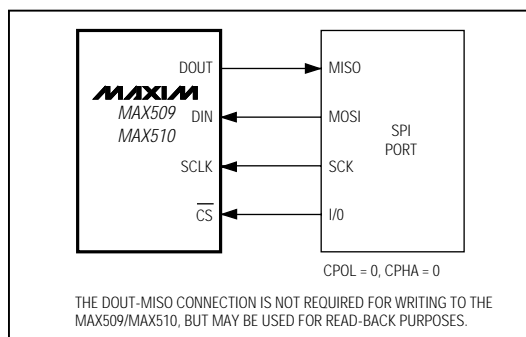 DOUT
MISO
MAXIM
MAX509
MAX510
DIN
MOSI
SPI
PORT
SCLK
SCK
CS
I/0
CPOL = 0, CPHA = 0
THE DOUT-MISO CONNECTION IS NOT REQUIRED FOR WRITING TO THE
MAX509/MAX510, BUT MAY BE USED FOR READ-BACK PURPOSES.